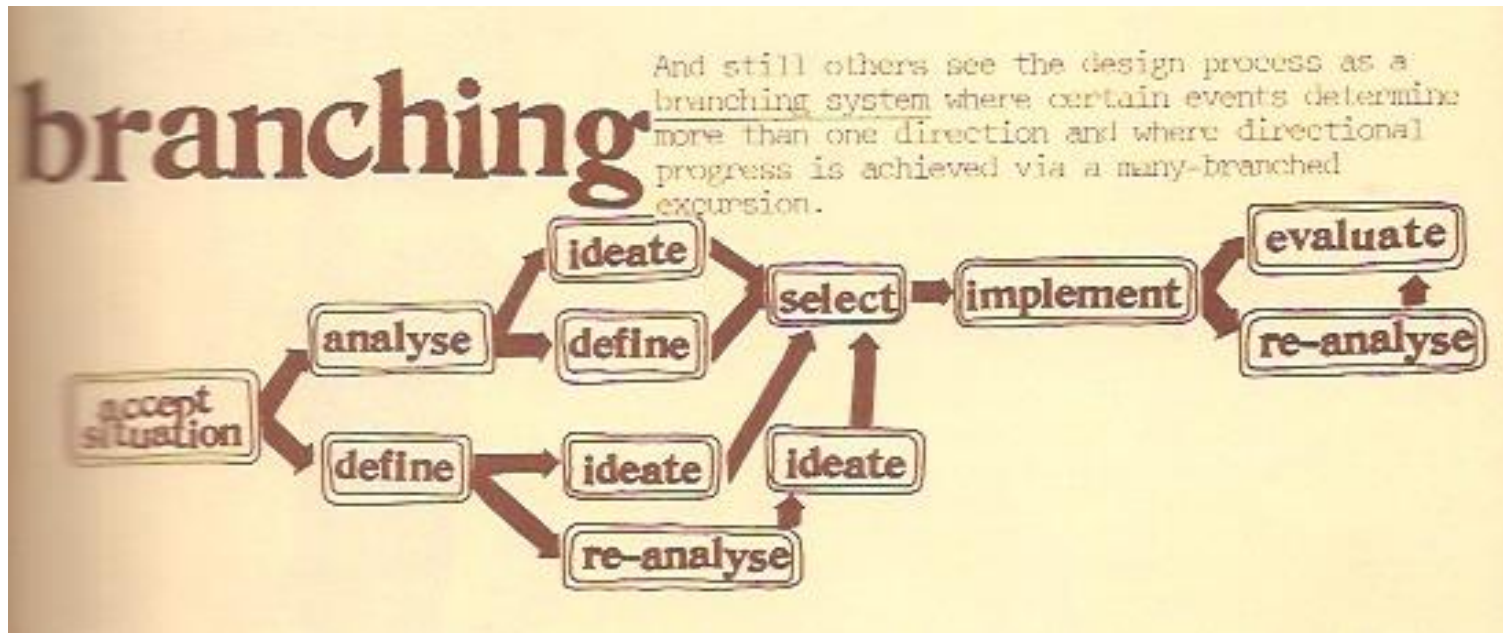 branching
And still others see the design process as a
branching system where certain events determine
more than one direction and where directional
progress is achieved via a many-branched
excursion.
ideate
evaluate
select
implement
analyse
define
re-analyse
accept
situation
define
ideate
ideate
re-analyse